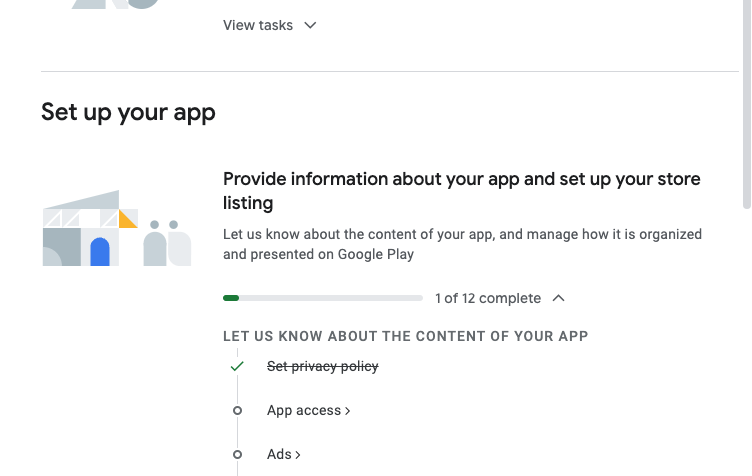 View tasks
Set up your app
Provide information about your app and set up your store
listing
Let us know about the content of your app, and manage how it is organized
and presented on Google Play
1 of 12 complete
LET US KNOW ABOUT THE CONTENT OF YOUR APP
Set privacy policy
App access
Ads